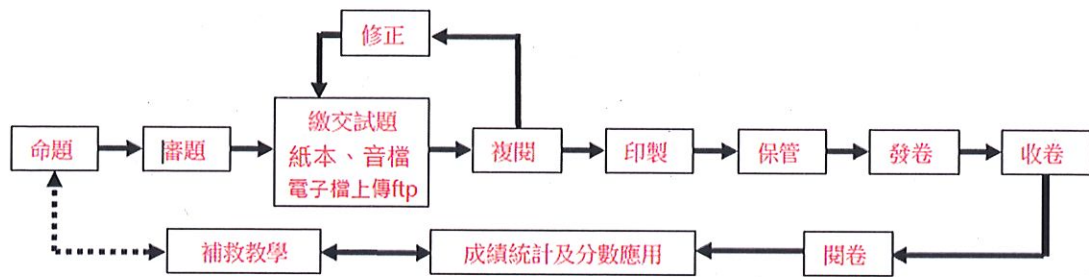 修正
命題
審題
繳交試題
紙本、音檔
電子檔上傳ftp
複閱
印製
保管
發卷
收卷
補救教學
成績統計及分數應用
閱卷